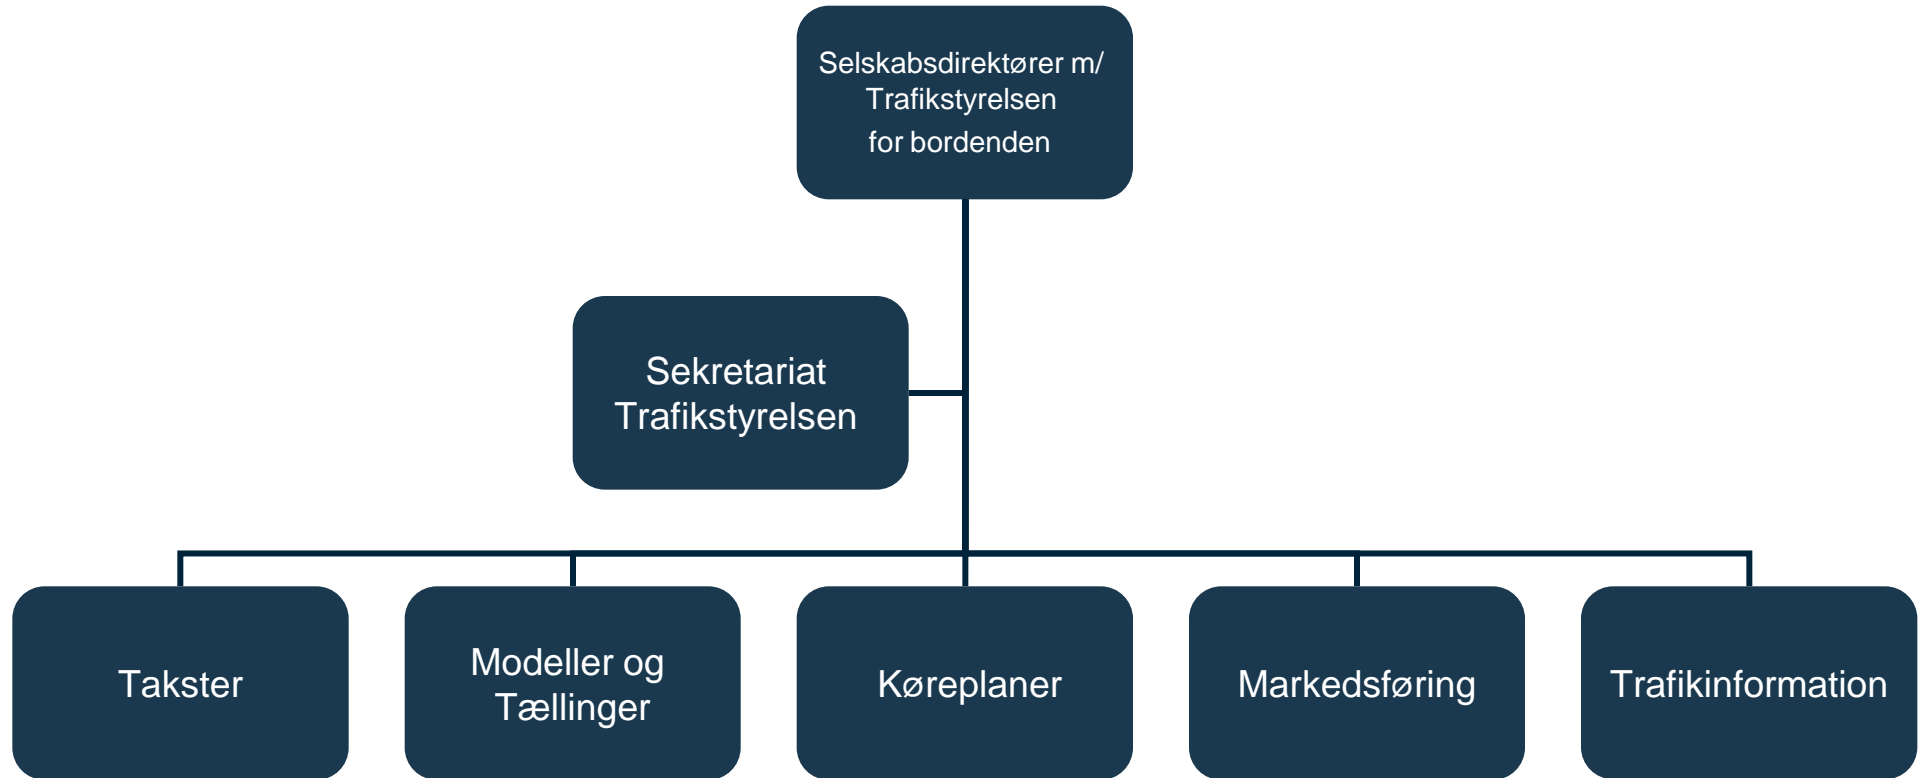 Selskabsdirektører m/
Trafikstyrelsen
for bordenden
Sekretariat
Trafikstyrelsen
Takster
Modeller og
Tællinger
Køreplaner
Markedsføring
Trafikinformation